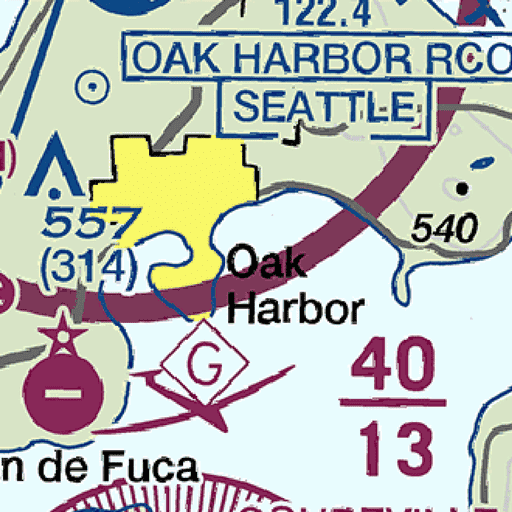 122.4
OAK HARBOR RCO
SEATTLE
557
(314)
540
Oak
Harbor
G
40
13
n de Fuca